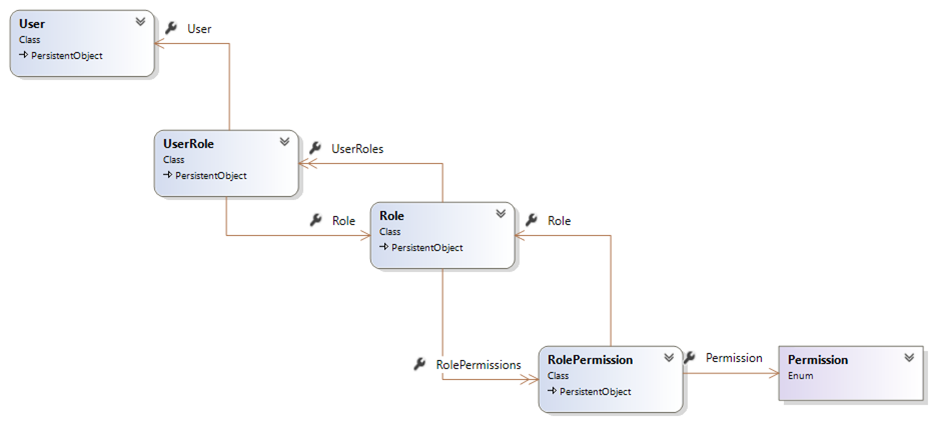 User
Class
PersistentObject
User
UserRole
Class
PersistentObject
UserRoles
Role
Role
Class
PersistentObject
Role
RolePermissions
RolePermission
Class
PersistentObject
Permission
Permission
Enum